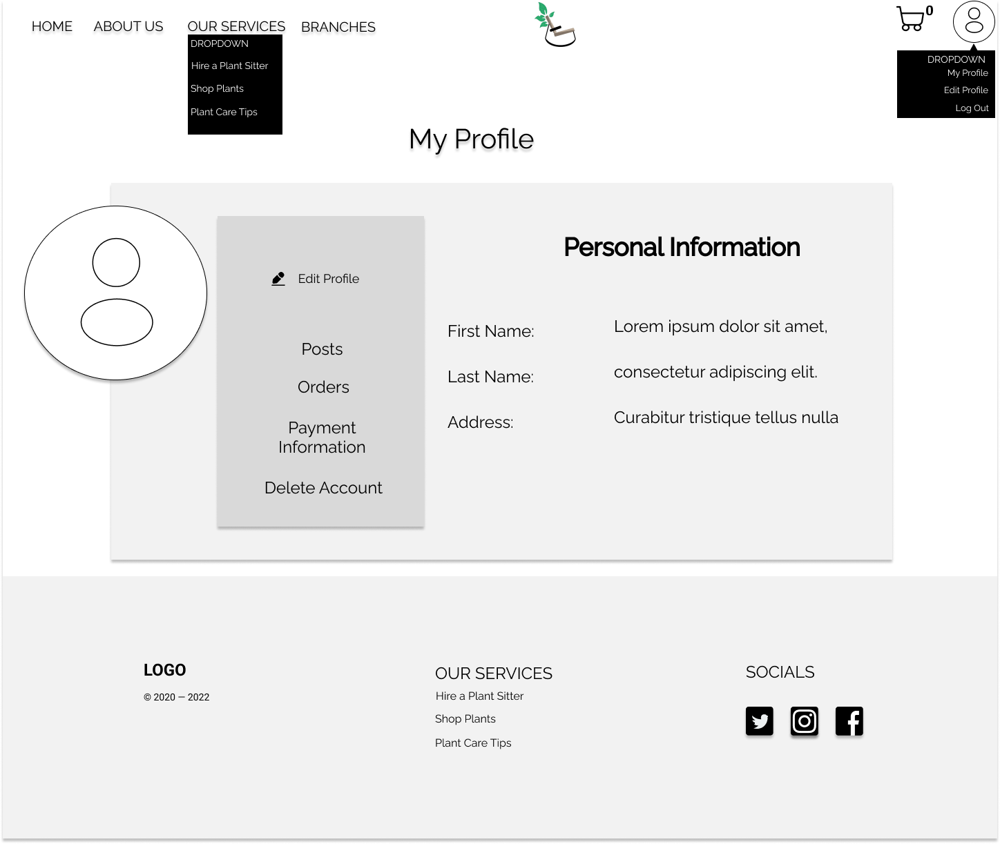 HOME
ABOUT US
OUR SERVICES
BRANCHES
0
DROPDOWN
Hire a Plant Sitter
Shop Plants
Plant Care Tips
DROPDOWN
My Profile
Edit Profile
Log Out
My Profile
Edit Profile
Posts
Orders
Payment
Information
Delete Account
Personal Information
First Name:
Lorem ipsum dolor sit amet,
Last Name:
consectetur adipiscing elit.
Address:
Curabitur tristique tellus nulla
LOGO
© 2020 — 2022
OUR SERVICES
Hire a Plant Sitter
Shop Plants
Plant Care Tips
SOCIALS